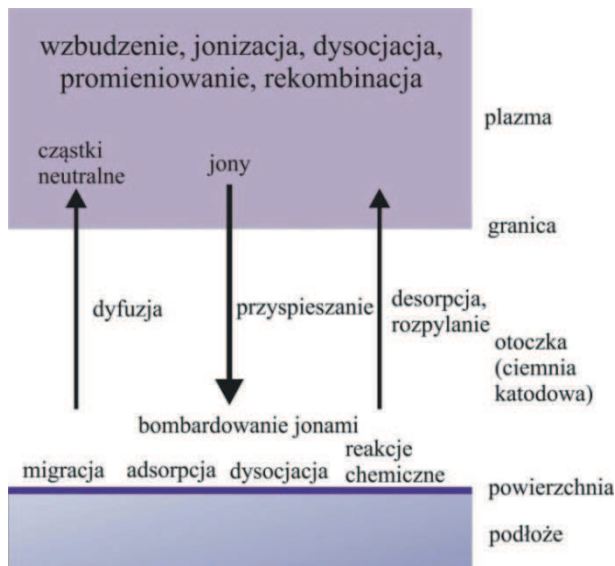 wzbudzenie, jonizacja, dysocjacja,
promieniowanie, rekombinacja
plazma
cząstki
neutralne
jony
granica
dyfuzja
przyspieszanie
desorpcja,
rozpylanie
otoczka
(ciemnia
katodowa)
bombardowanie jonami
migracja
adsorpcja
dysocjacja
reakcje
chemiczne
powierzchnia
podłoże